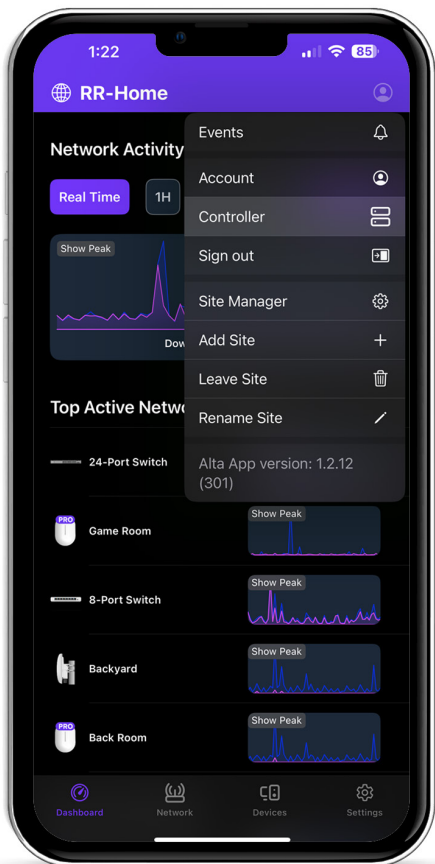 1:22
85
RR-Home
Events
Network Activity
Account
Real Time
1H
Controller
Show Peak
Sign out
Site Manager
Add Site
Leave Site
Top Active
Rename Site
24-Port Switch
Alta App version: 1.2.12
(301)
PRO
Game Room
Show Peak
8-Port Switch
Show Peak
Backyard
Show Peak
PRO
Back Room
Show Peak
Dashboard
Network
Devices
Settings